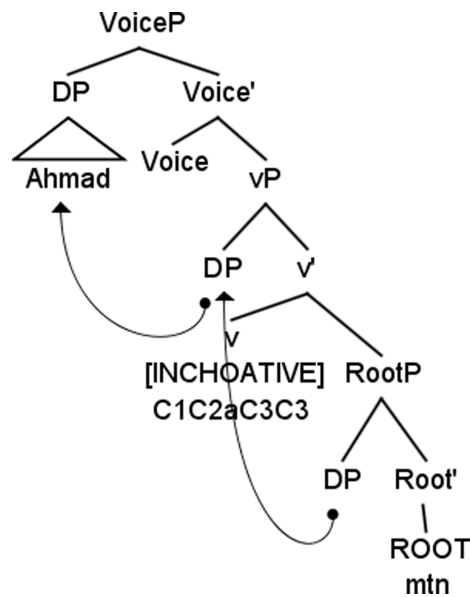 VoiceP
DP Voice'
Ahmad
Voice vP
DP v'
v
[INCHOATIVE] RootP
C1C2aC3C3
DP Root'
ROOT
mtn